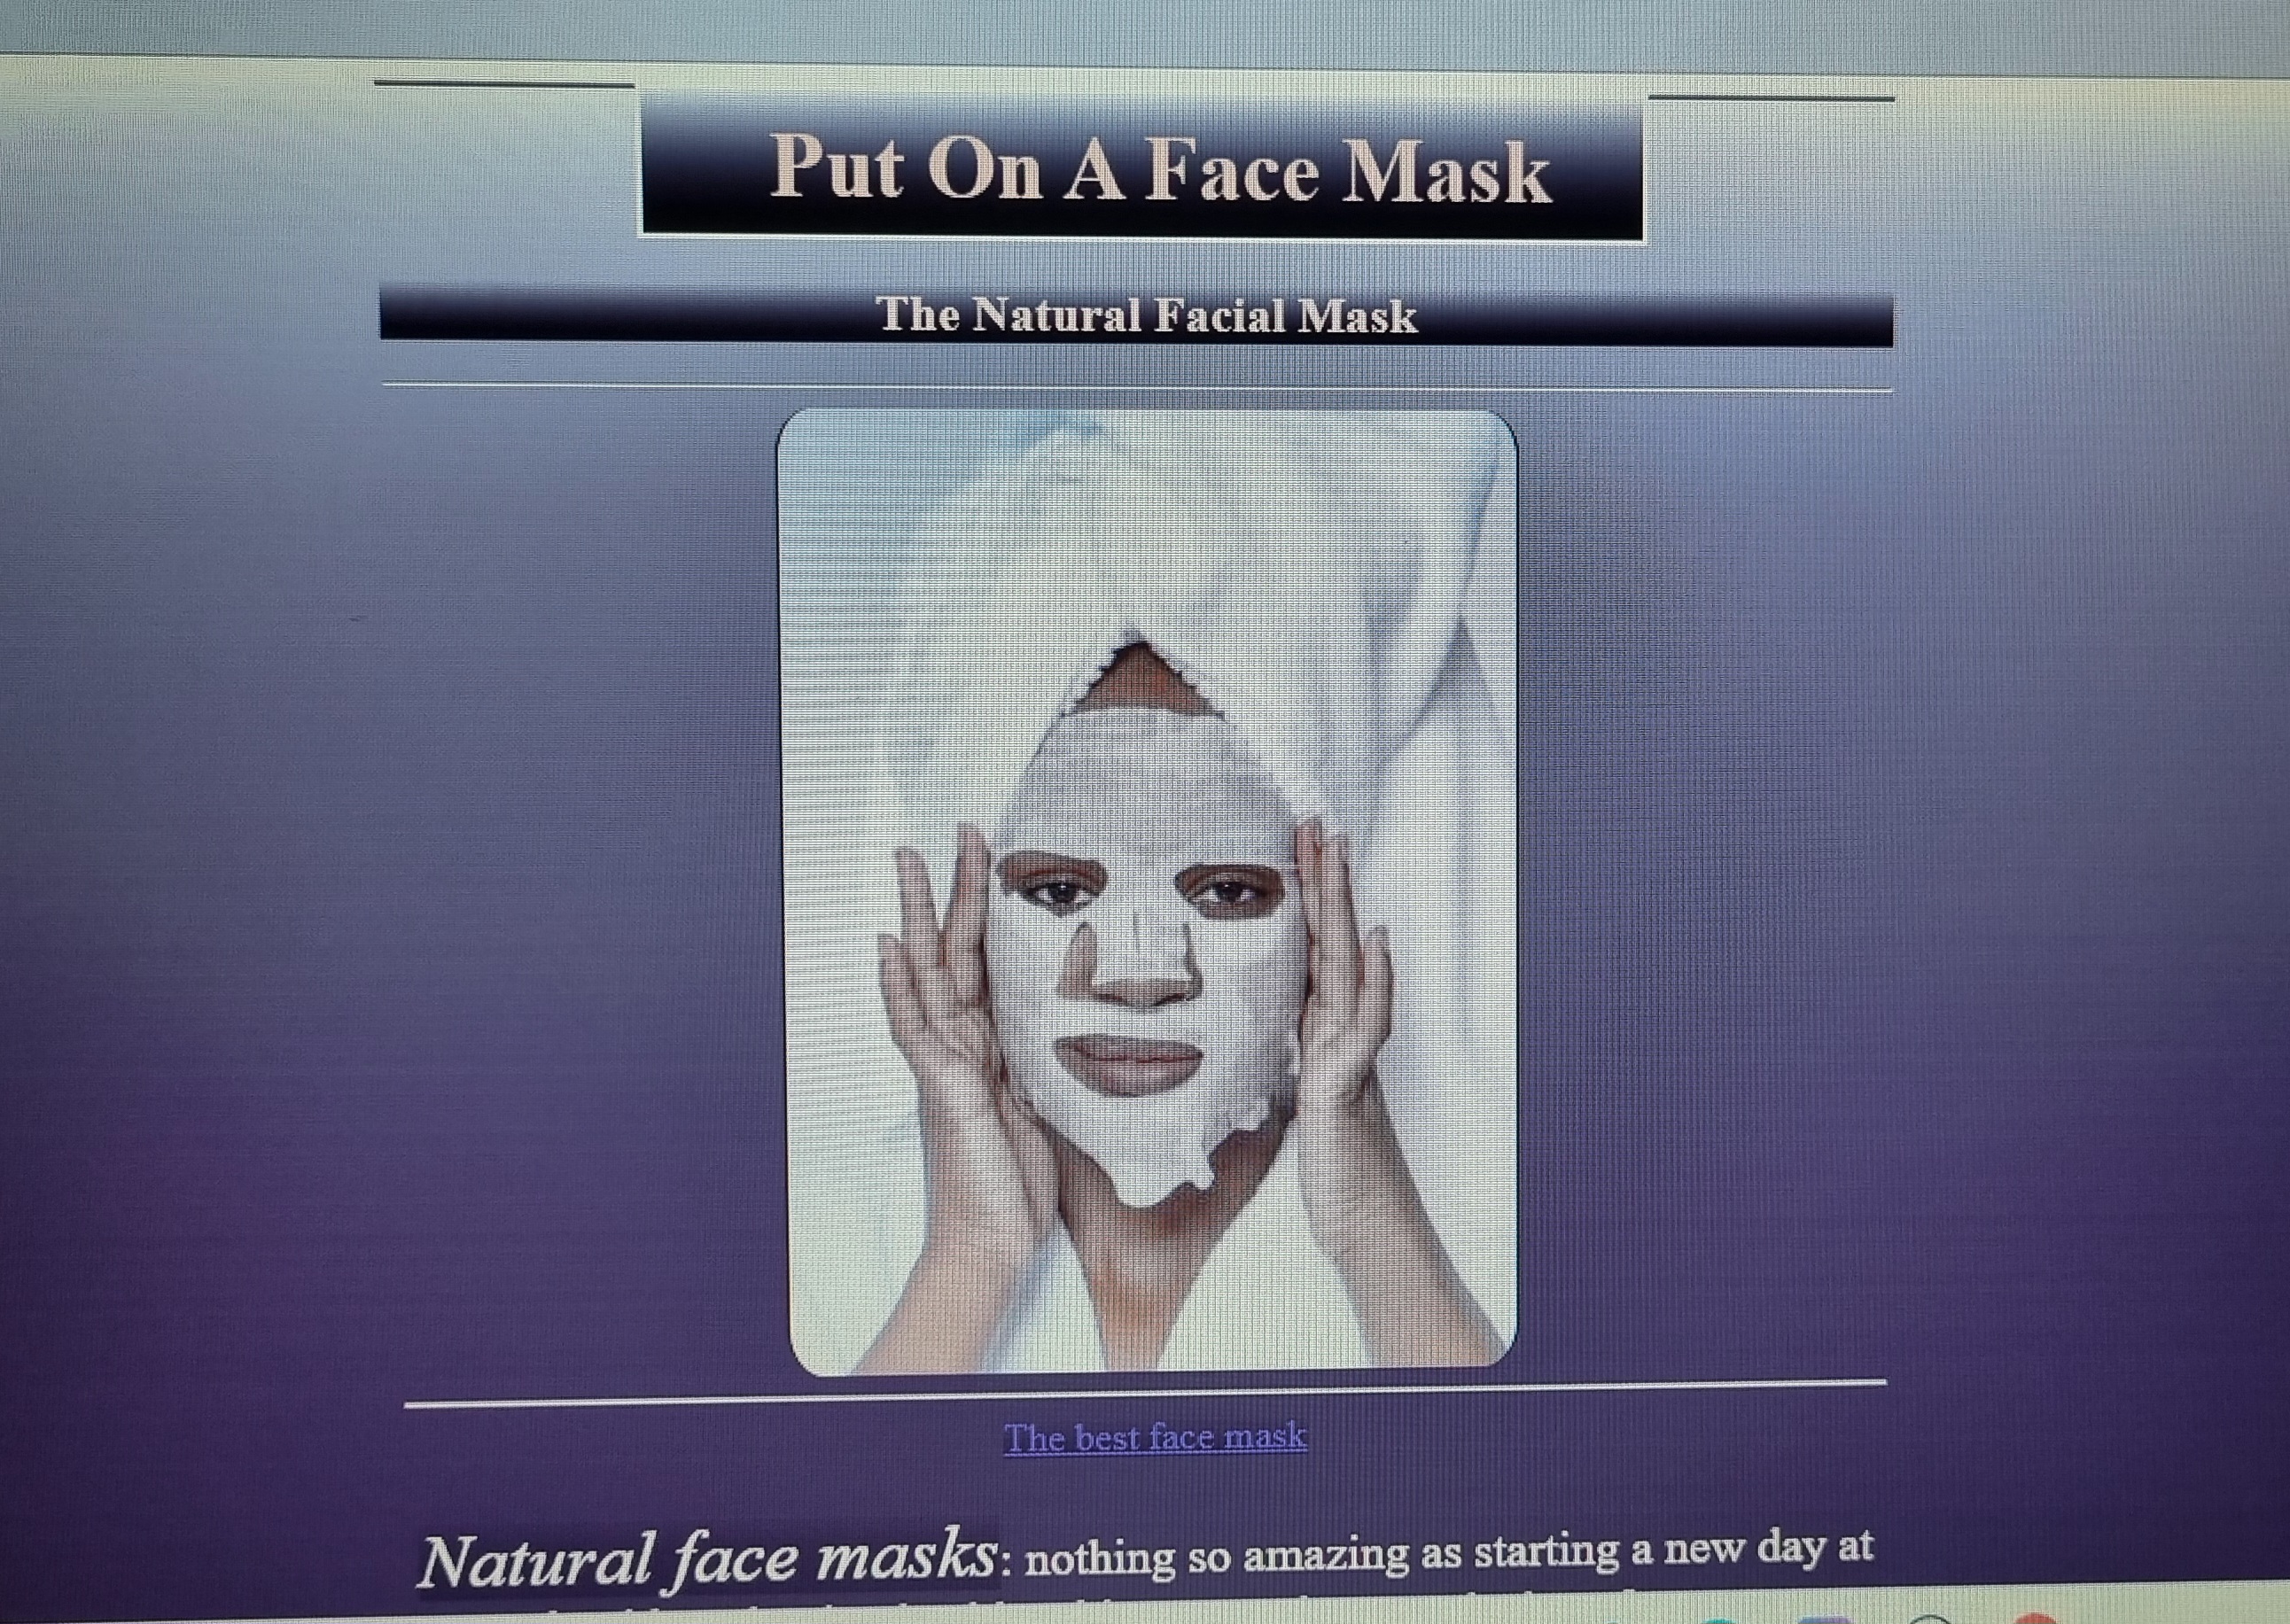 Put On A Face Mask
The Natural Facial Mask
The best face mask
Natural face masks: nothing so amazing as starting a new day at